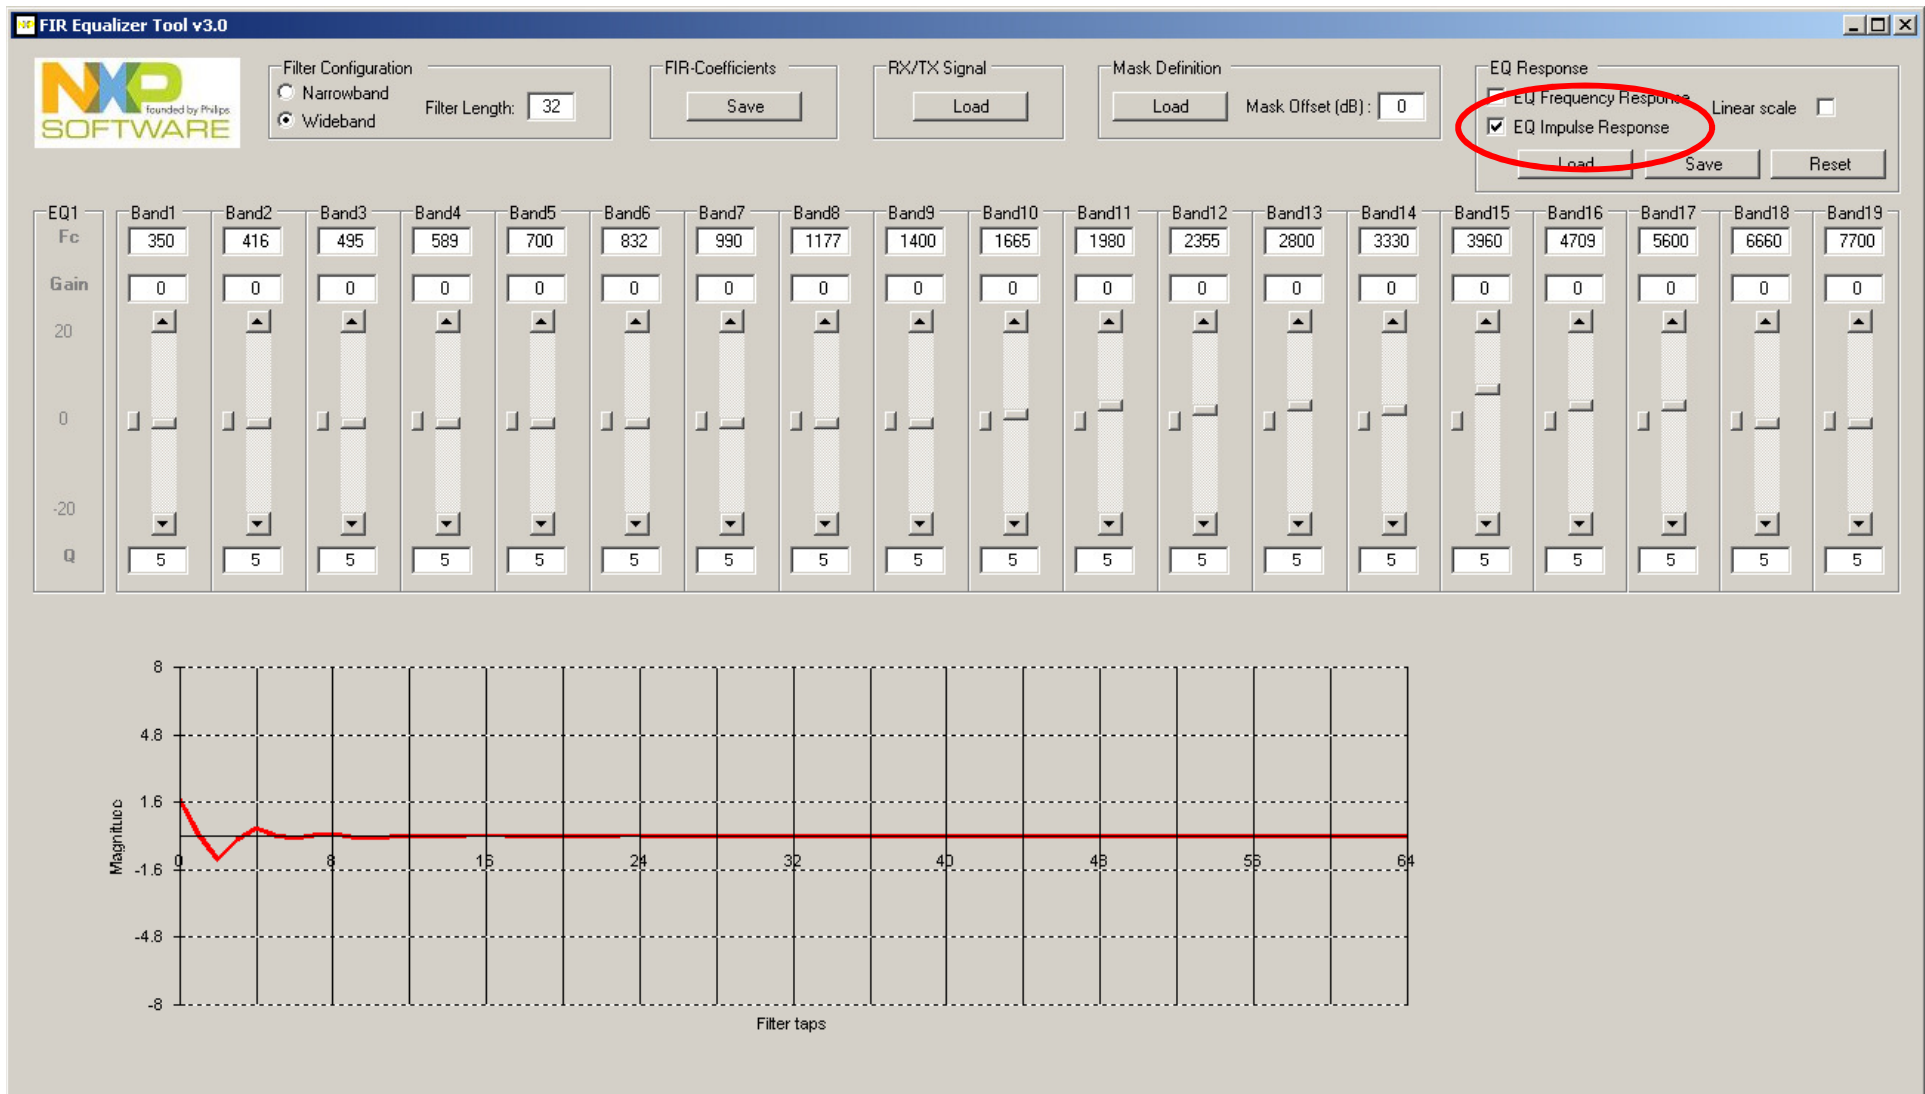 FIR Equalizer Tool v3.0
NXP
founded by Philips
SOFTWARE
Filter Configuration
Narrowband
Wideband
Filter Length: 32
FIR-Coefficients
Save
RX/TX Signal
Load
Mask Definition
Load Mask Offset (dB) : 0
EQ Response
EQ Frequency Response Linear scale
EQ Impulse Response
Load Save Reset
EQ1 Band1 Band2 Band3 Band4 Band5 Band6 Band7 Band8 Band9 Band10 Band11 Band12 Band13 Band14 Band15 Band16 Band17 Band18 Band19
Fc 350 416 495 589 700 832 990 1177 1400 1665 1980 2355 2800 3330 3960 4709 5600 6660 7700
Gain 0 0 0 0 0 0 0 0 0 0 0 0 0 0 0 0 0 0 0
20
0
-20
Q 5 5 5 5 5 5 5 5 5 5 5 5 5 5 5 5 5 5 5
8
4.8
1.6
Magnitude
0 8 16 24 32 40 48 56 64
-1.6
-4.8
-8
Filter taps